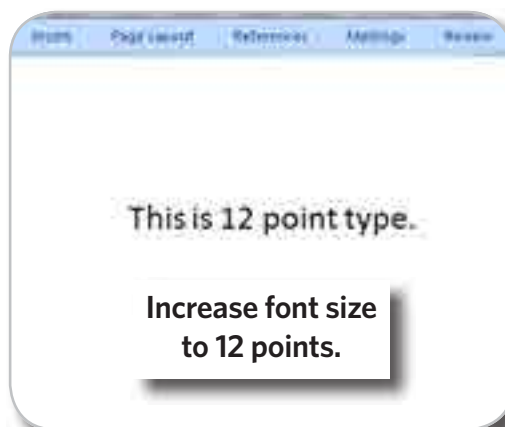 Insert Page Layout References Mailings Review
This is 12 point type.
Increase font size
to 12 points.